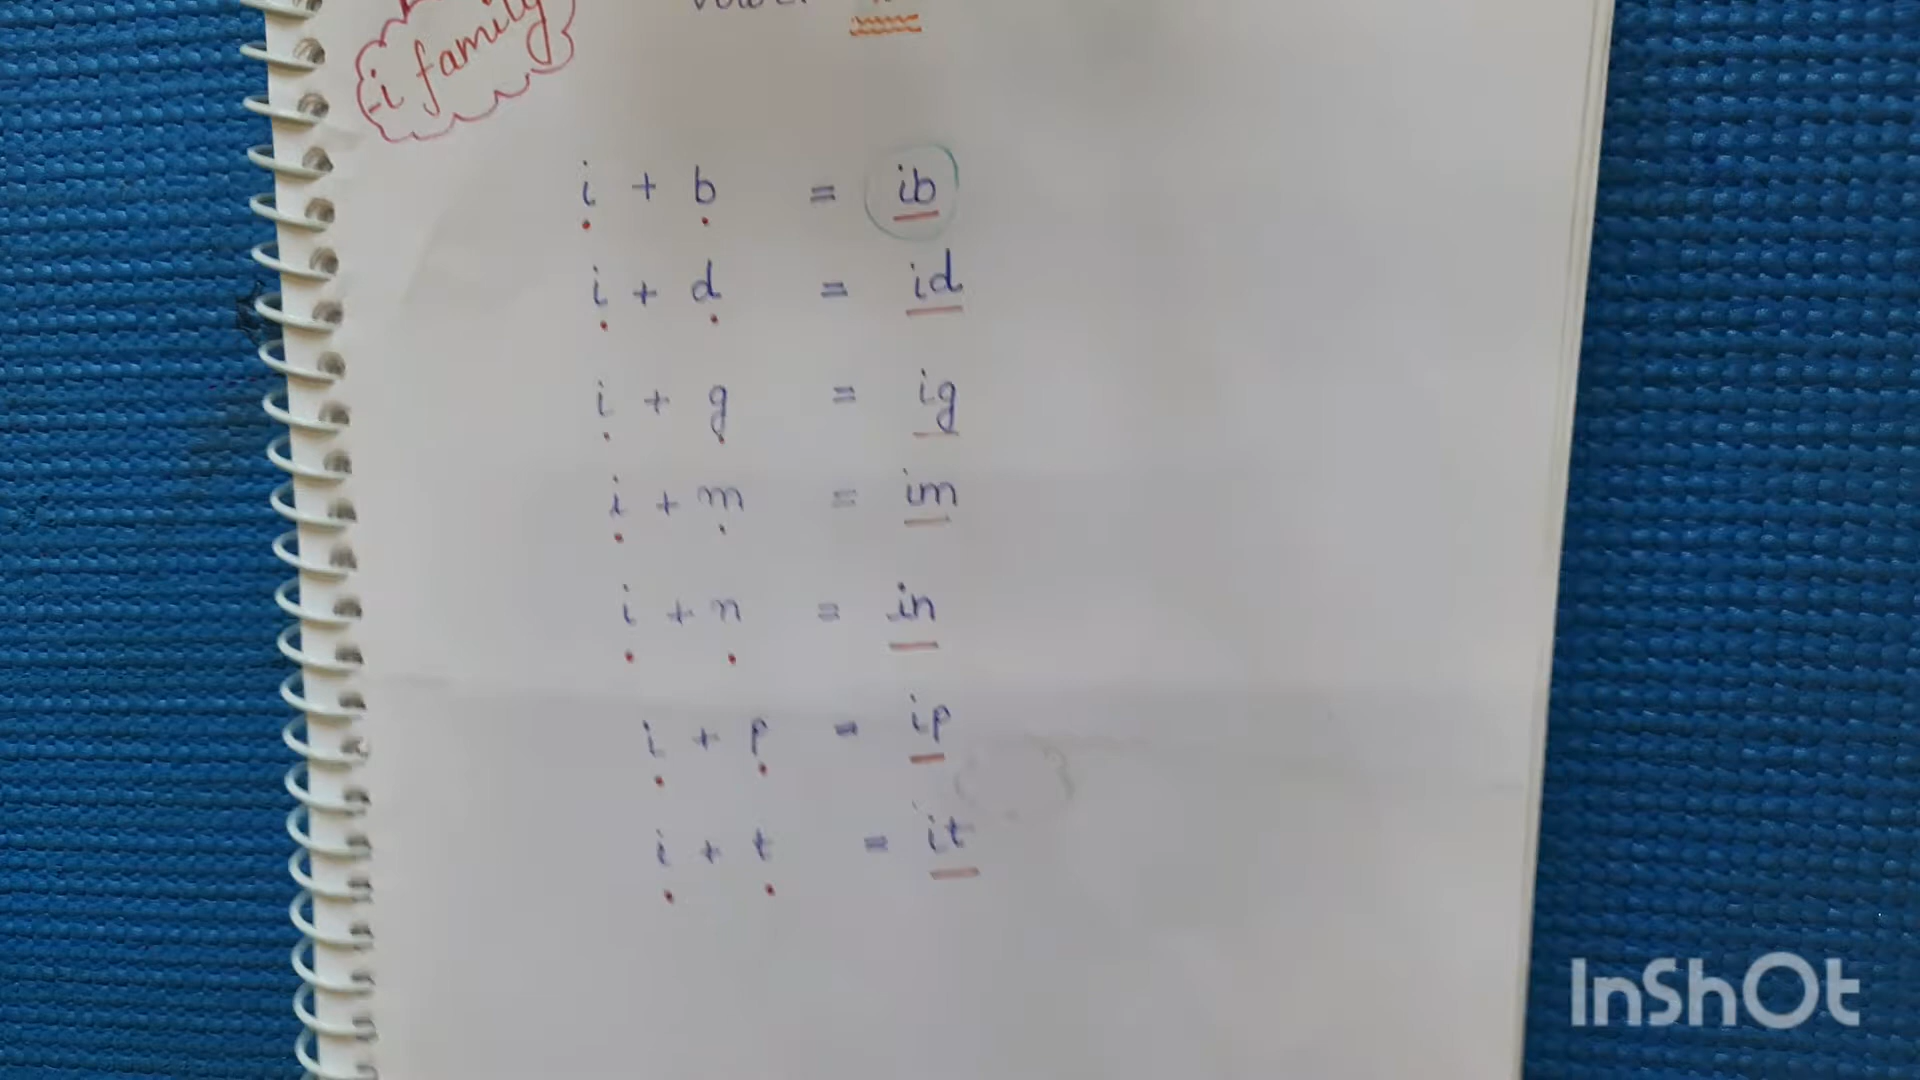 i family
i + b = ib
i + d = id
i + g = ig
i + m = im
i + n = in
i + p = ip
i + t = it
InShOt